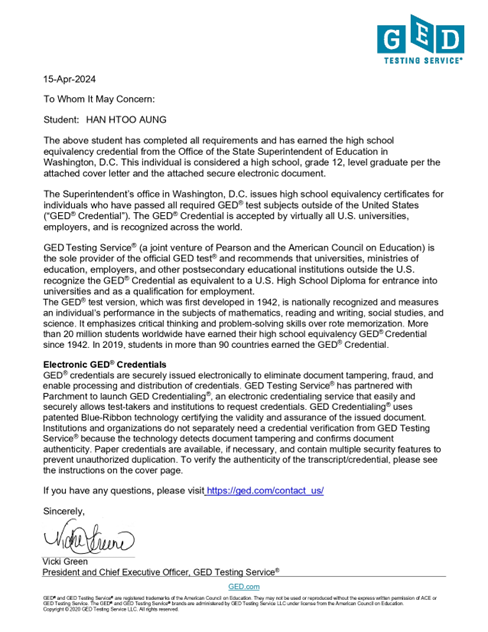 GED
TESTING SERVICE®
15-Apr-2024
To Whom It May Concern:
Student: HAN HTOO AUNG
The above student has completed all requirements and has earned the high school
equivalency credential from the Office of the State Superintendent of Education in
Washington, D.C. This individual is considered a high school, grade 12, level graduate per the
attached cover letter and the attached secure electronic document.
The Superintendent's office in Washington, D.C. issues high school equivalency certificates for
individuals who have passed all required GED® test subjects outside of the United States
("GED® Credential"). The GED® Credential is accepted by virtually all U.S. universities,
employers, and is recognized across the world.
GED Testing Service® (a joint venture of Pearson and the American Council on Education) is
the sole provider of the official GED test® and recommends that universities, ministries of
education, employers, and other postsecondary educational institutions outside the U.S.
recognize the GED® Credential as equivalent to a U.S. High School Diploma for entrance into
universities and as a qualification for employment.
The GED® test version, which was first developed in 1942, is nationally recognized and measures
an individual's performance in the subjects of mathematics, reading and writing, social studies, and
science. It emphasizes critical thinking and problem-solving skills over rote memorization. More
than 20 million students worldwide have earned their high school equivalency GED® Credential
since 1942. In 2019, students in more than 90 countries earned the GED® Credential.
Electronic GED® Credentials
GED® credentials are securely issued electronically to eliminate document tampering, fraud, and
enable processing and distribution of credentials. GED Testing Service® has partnered with
Parchment to launch GED Credentialing®, an electronic credentialing service that easily and
securely allows test-takers and institutions to request credentials. GED Credentialing® uses
patented Blue-Ribbon technology certifying the validity and assurance of the issued document.
Institutions and organizations do not separately need a credential verification from GED Testing
Service® because the technology detects document tampering and confirms document
authenticity. Paper credentials are available, if necessary, and contain multiple security features to
prevent unauthorized duplication. To verify the authenticity of the transcript/credential, please see
the instructions on the cover page.
If you have any questions, please visit https://ged.com/contact_us/
Sincerely,
Vicki Green
Vicki Green
President and Chief Executive Officer, GED Testing Service®
GED.com
GED® and GED Testing Service® are registered trademarks of the American Council on Education. They may not be used or reproduced without the express written permission of ACE or
GED Testing Service. The GED® and GED Testing Service® brands are administered by GED Testing Service LLC under license from the American Council on Education.
Copyright © 2020 GED Testing Service LLC. All rights reserved.